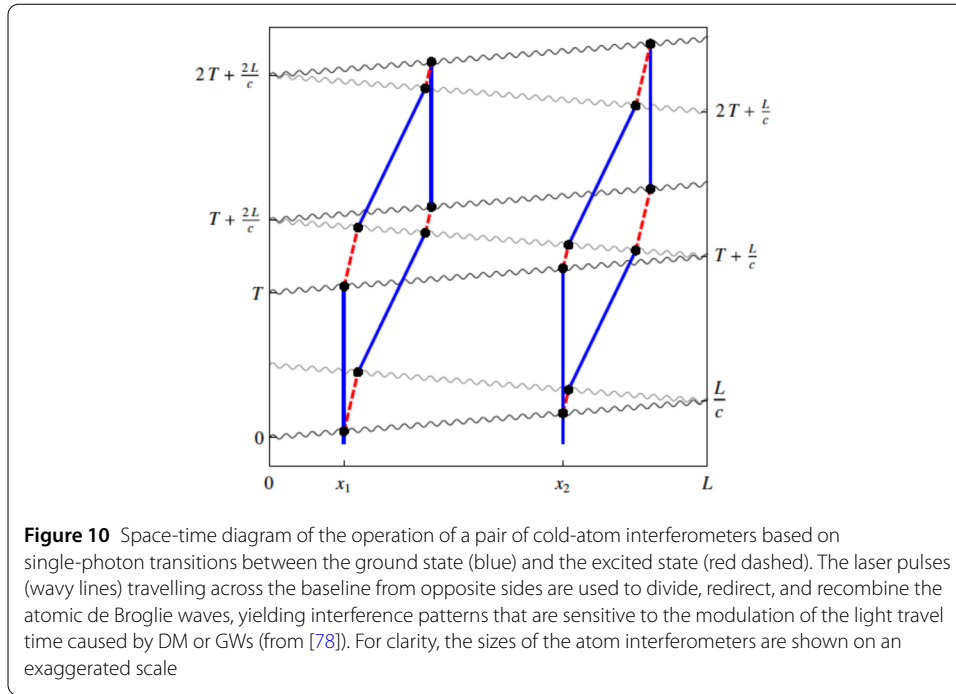 2T + 2L/c
2T + L/c
T + 2L/c
T + L/c
T
L/c
0
0 x₁ x₂ L
Figure 10 Space-time diagram of the operation of a pair of cold-atom interferometers based on
single-photon transitions between the ground state (blue) and the excited state (red dashed). The laser pulses
(wavy lines) travelling across the baseline from opposite sides are used to divide, redirect, and recombine the
atomic de Broglie waves, yielding interference patterns that are sensitive to the modulation of the light travel
time caused by DM or GWs (from [78]). For clarity, the sizes of the atom interferometers are shown on an
exaggerated scale